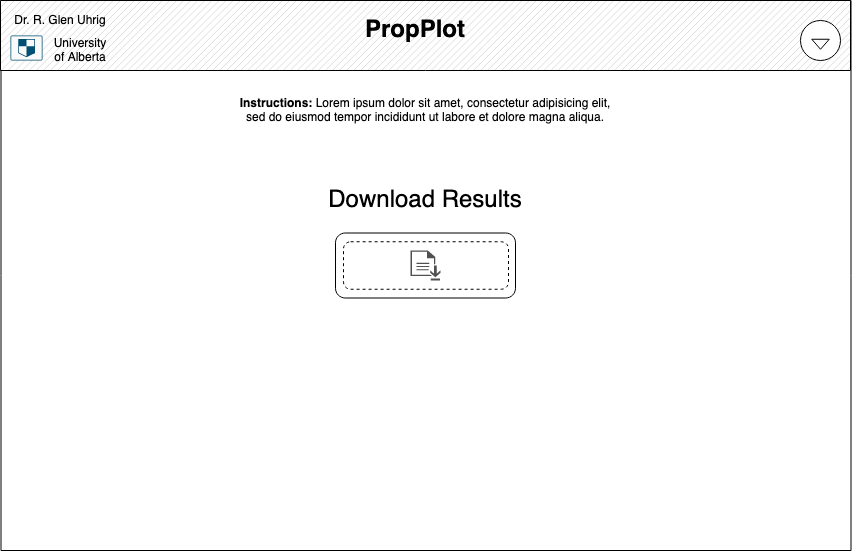 Dr. R. Glen Uhrig
University
of Alberta
PropPlot
Instructions: Lorem ipsum dolor sit amet, consectetur adipisicing elit,
sed do eiusmod tempor incididunt ut labore et dolore magna aliqua.
Download Results